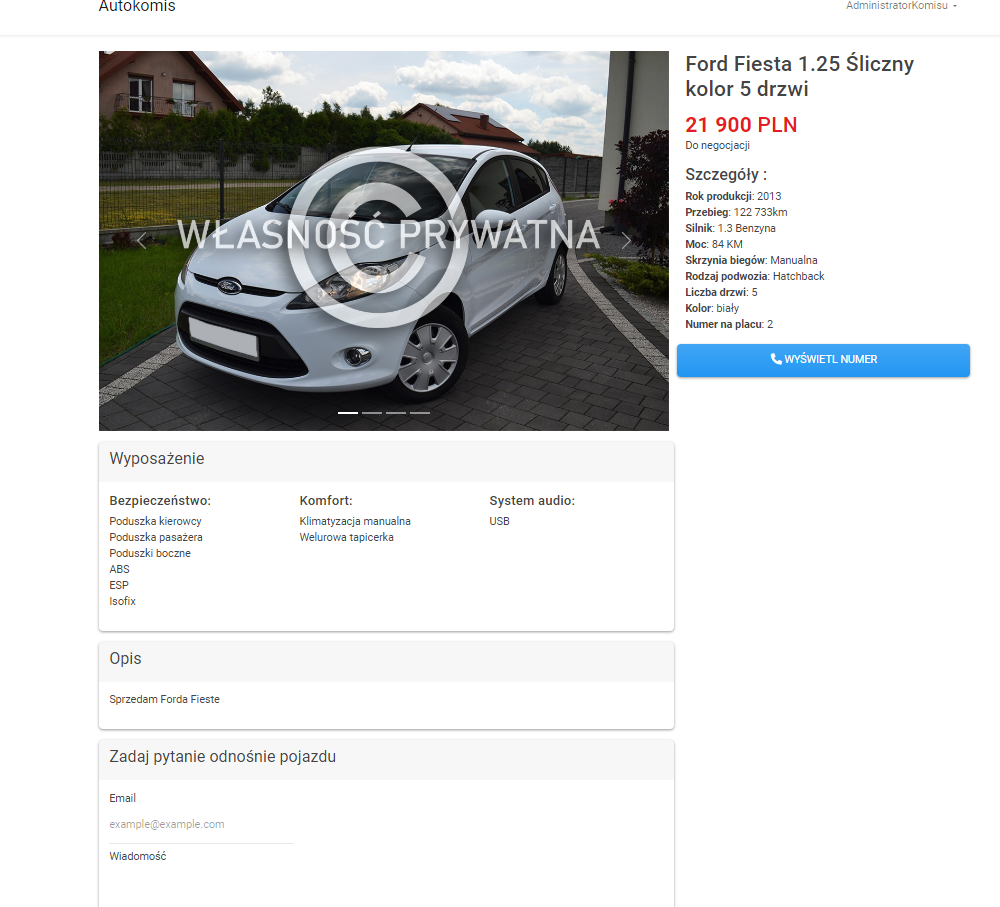 Autokomis
AdministratorKomisu
WŁASNOŚĆ PRYWATNA
©
Ford
Ford Fiesta 1.25 Śliczny
kolor 5 drzwi
21 900 PLN
Do negocjacji
Szczegóły :
Rok produkcji: 2013
Przebieg: 122 733km
Silnik: 1.3 Benzyna
Moc: 84 KM
Skrzynia biegów: Manualna
Rodzaj podwozia: Hatchback
Liczba drzwi: 5
Kolor: biały
Numer na placu: 2
WYŚWIETL NUMER
Wyposażenie
Bezpieczeństwo:
Poduszka kierowcy
Poduszka pasażera
Poduszki boczne
ABS
ESP
Isofix
Komfort:
Klimatyzacja manualna
Welurowa tapicerka
System audio:
USB
Opis
Sprzedam Forda Fieste
Zadaj pytanie odnośnie pojazdu
Email
example@example.com
Wiadomość